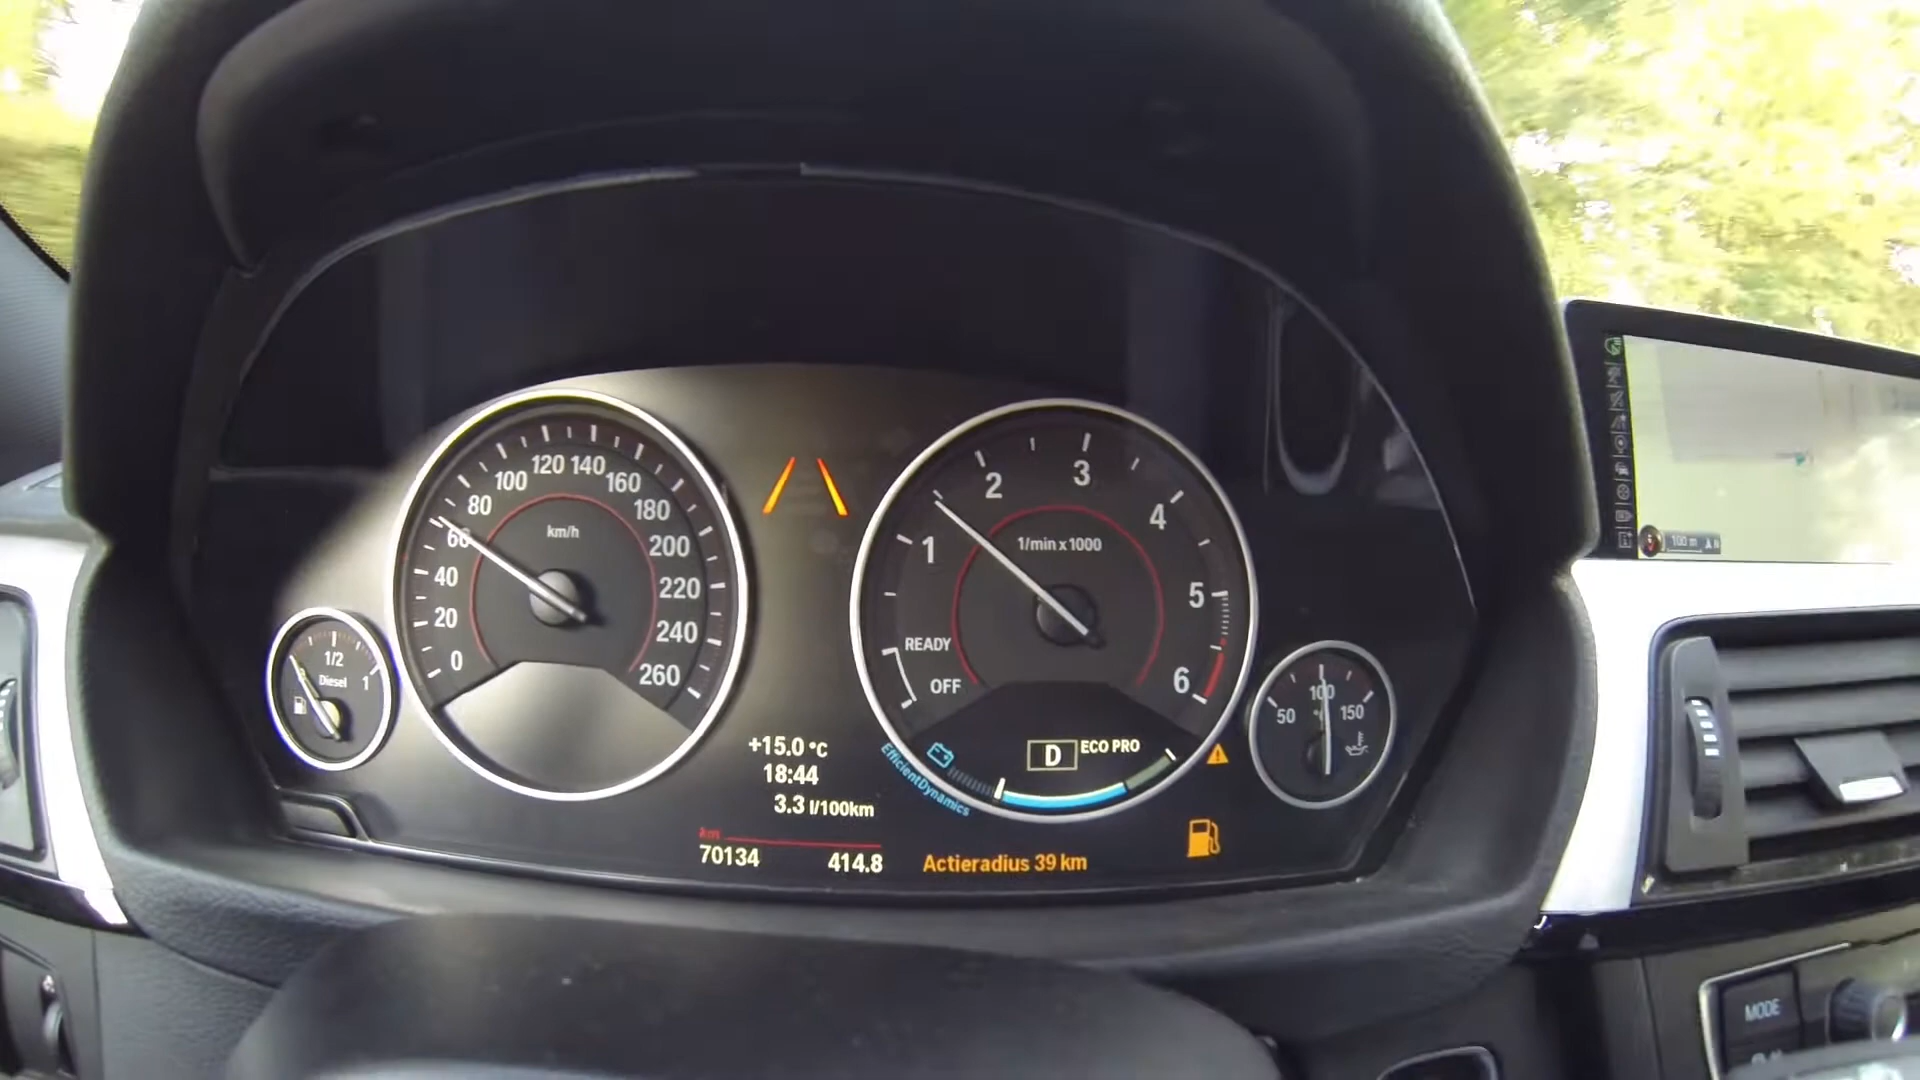 0
20
40
60
80
100
120
140
160
180
200
220
240
260
km/h
1/2
Diesel
1
1
2
3
4
5
6
1/min x 1000
READY
OFF
50
100
°C
150
+15.0 °C
18:44
3.3 l/100km
km
70134
414.8
D
ECO PRO
EfficientDynamics
Actieradius 39 km
100 m
N
MODE